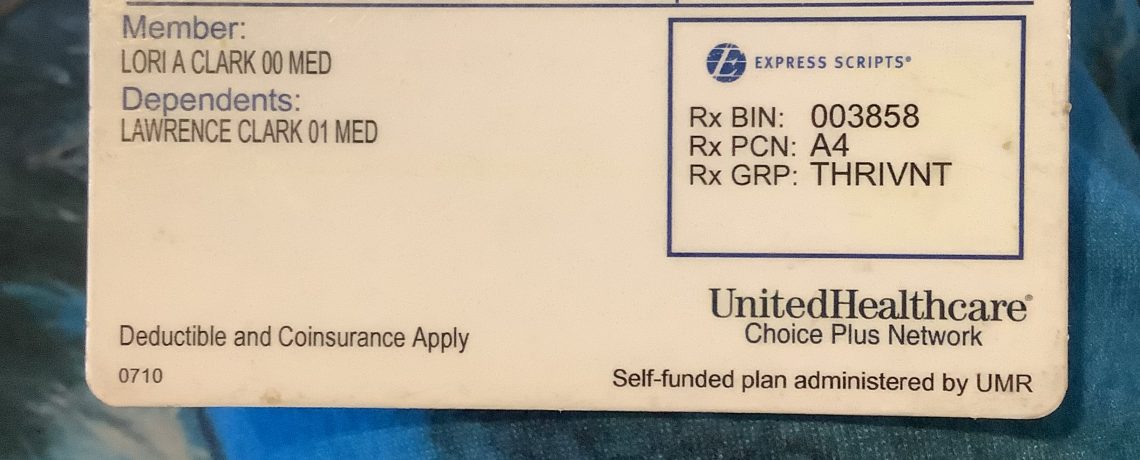 Member:
LORI A CLARK 00 MED
Dependents:
LAWRENCE CLARK 01 MED
EXPRESS SCRIPTS®
Rx BIN: 003858
Rx PCN: A4
Rx GRP: THRIVNT
UnitedHealthcare®
Choice Plus Network
Deductible and Coinsurance Apply
0710
Self-funded plan administered by UMR